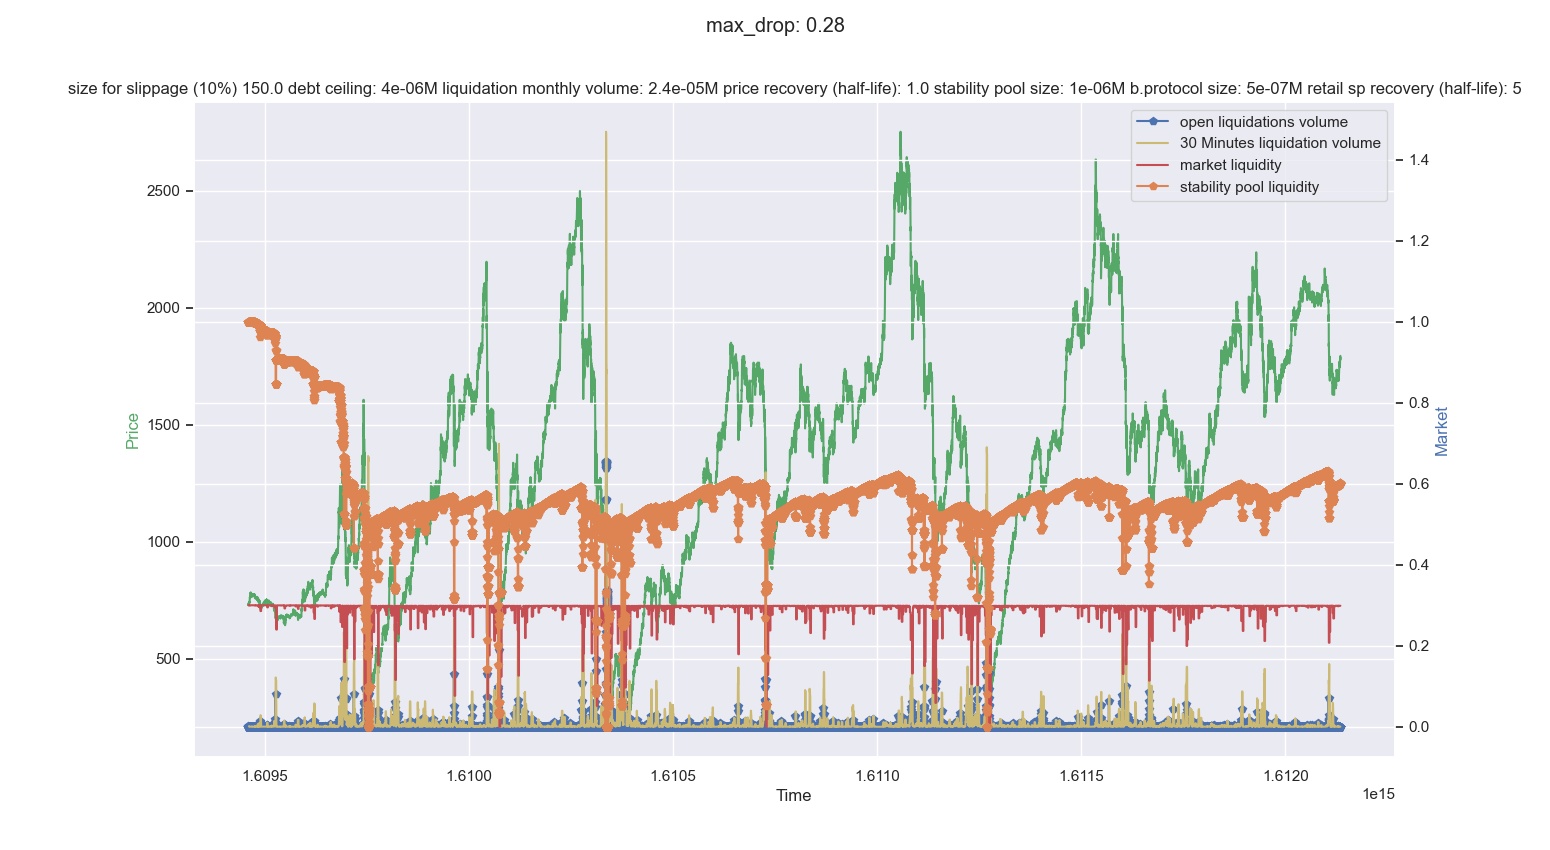 max_drop: 0.28
size for slippage (10%) 150.0 debt ceiling: 4e-06M liquidation monthly volume: 2.4e-05M price recovery (half-life): 1.0 stability pool size: 1e-06M b.protocol size: 5e-07M retail sp recovery (half-life): 5
open liquidations volume
30 Minutes liquidation volume
market liquidity
stability pool liquidity
2500
2000
1500
1000
500
Price
1.4
1.2
1.0
0.8
0.6
0.4
0.2
0.0
Market
1.6095 1.6100 1.6105 1.6110 1.6115 1.6120
1e15
Time